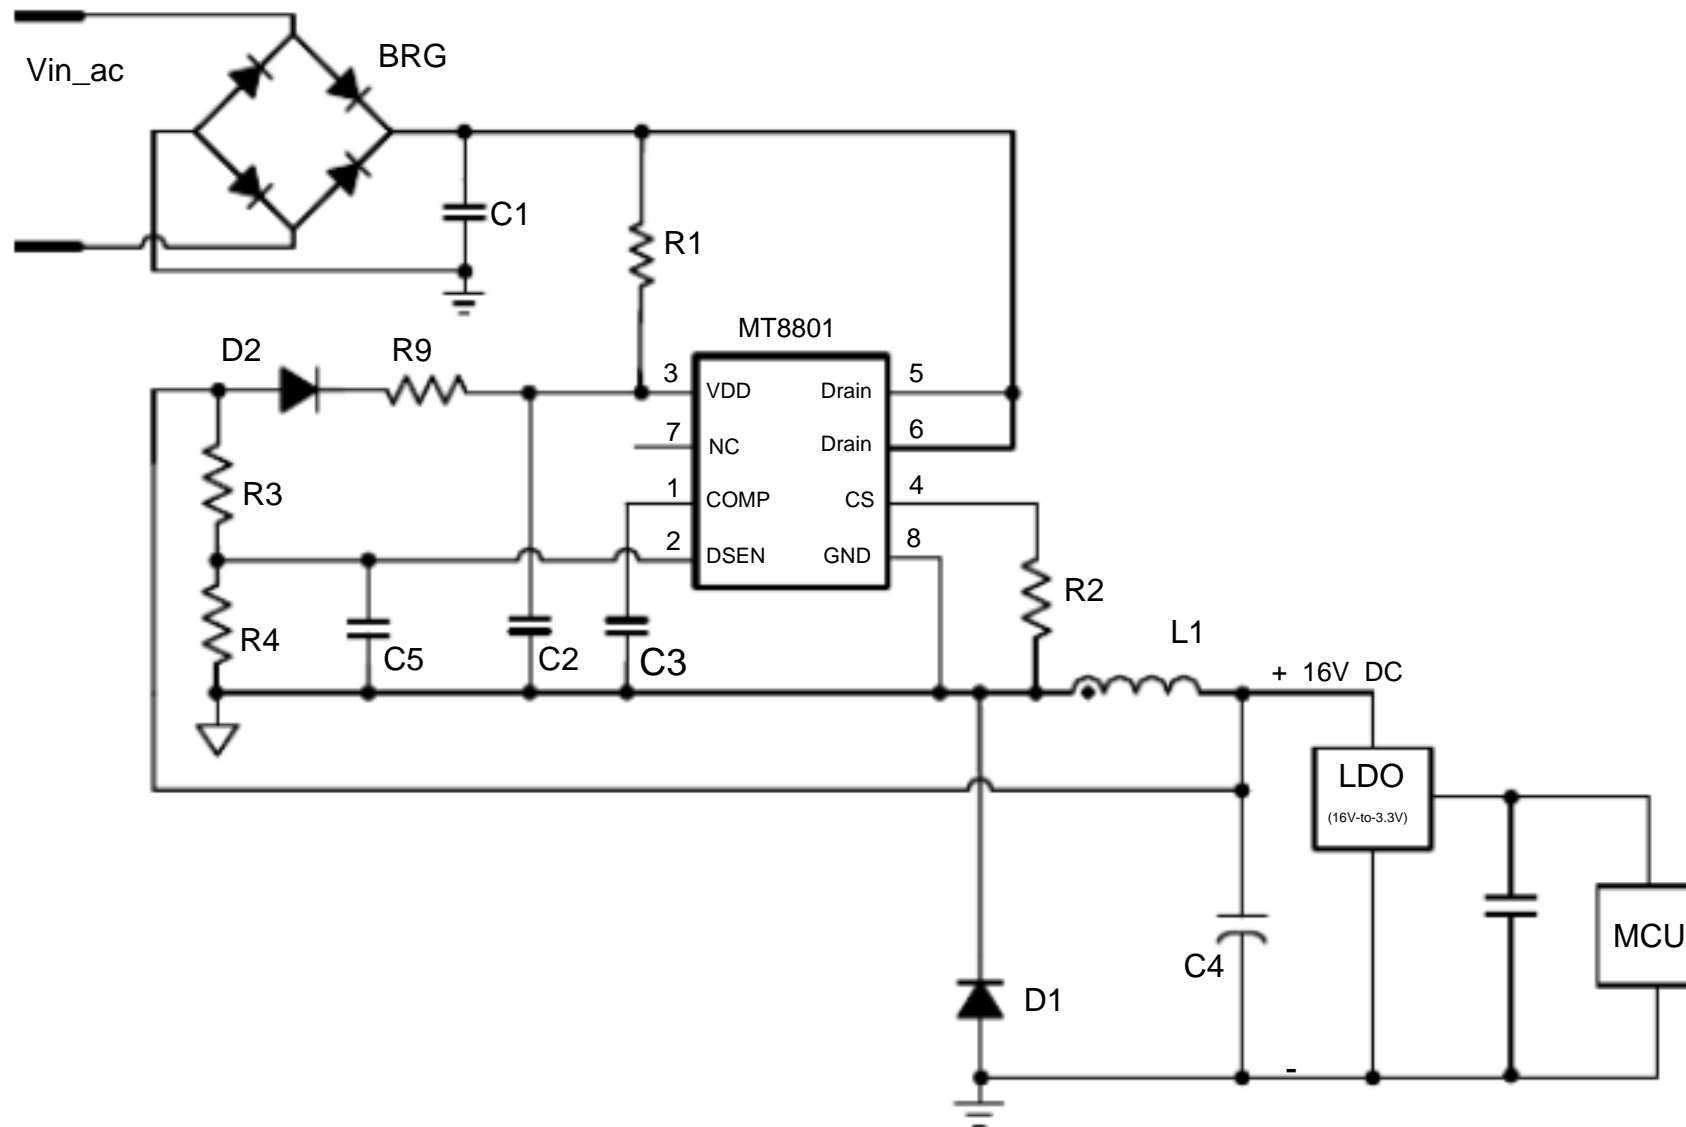 Vin_ac
BRG
C1
R1
MT8801
D2
R9
3
VDD
Drain
5
7
NC
Drain
6
R3
1
COMP
CS
4
2
DSEN
GND
8
R2
R4
C5
C2
C3
L1
+ 16V DC
LDO
(16V-to-3.3V)
MCU
C4
D1
-